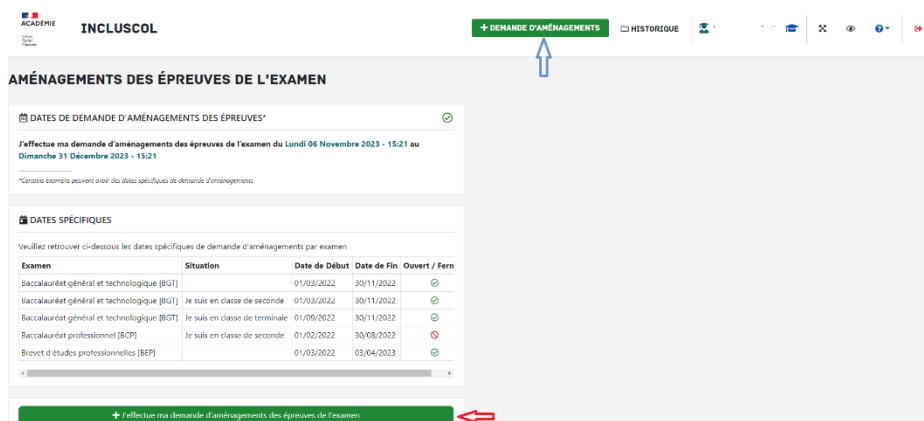 ACADÉMIE
INCLUSCOL
+ DEMANDE D'AMÉNAGEMENTS
HISTORIQUE
AMÉNAGEMENTS DES ÉPREUVES DE L'EXAMEN
DATES DE DEMANDE D'AMÉNAGEMENTS DES ÉPREUVES*
J'effectue ma demande d'aménagements des épreuves de l'examen du Lundi 06 Novembre 2023 - 15:21 au
Dimanche 31 Décembre 2023 - 15:21
*Certains examens peuvent avoir des dates spécifiques de demande d'aménagements
DATES SPÉCIFIQUES
Veuillez retrouver ci-dessous les dates spécifiques de demande d'aménagements par examen
Examen Situation Date de Début Date de Fin Ouvert / Ferm
Baccalauréat général et technologique [BGT] 01/03/2022 30/11/2022
Baccalauréat général et technologique [BGT] Je suis en classe de seconde 01/03/2022 30/11/2022
Baccalauréat général et technologique [BGT] Je suis en classe de terminale 01/09/2022 30/11/2022
Baccalauréat professionnel [BCP] Je suis en classe de seconde 01/02/2022 30/08/2022
Brevet d'études professionnelles [BEP] 01/03/2022 03/04/2023
+ J'effectue ma demande d'aménagements des épreuves de l'examen